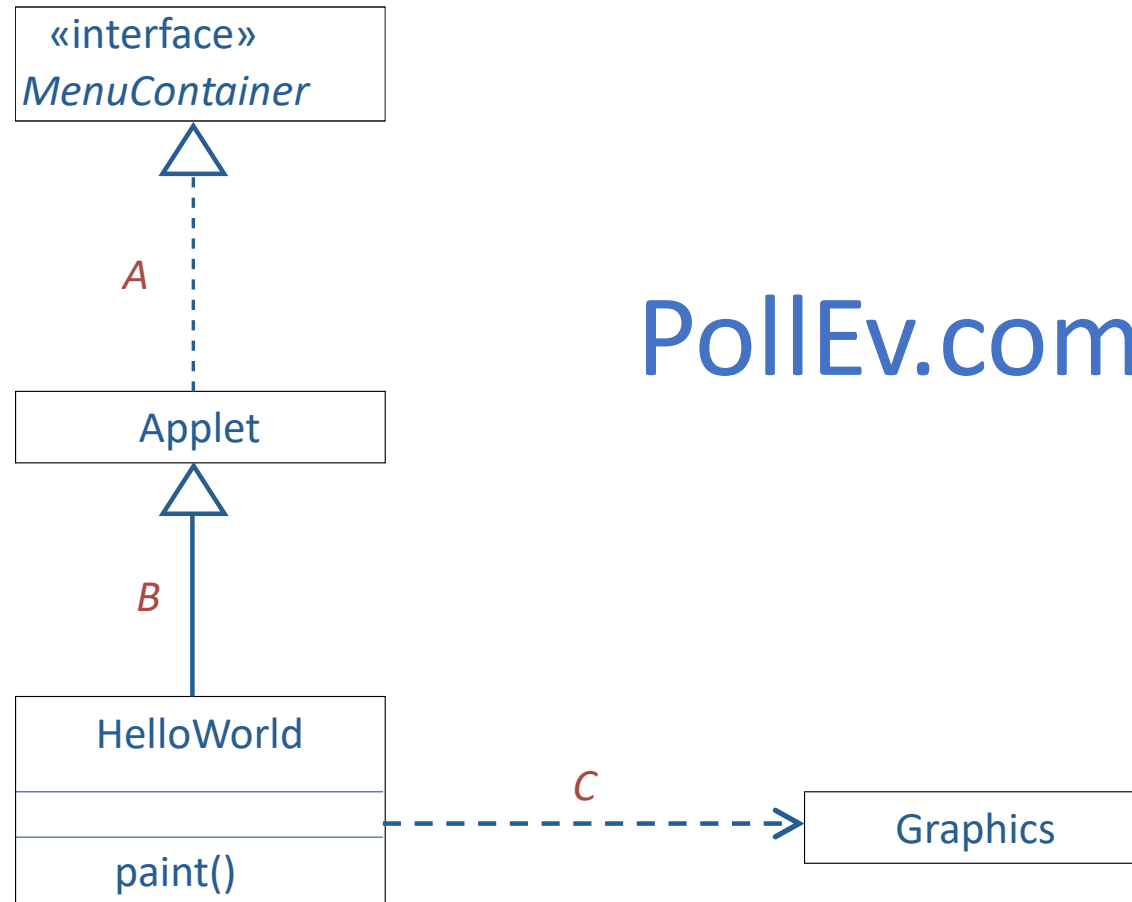 «interface»
MenuContainer
A
PollEv.com
Applet
B
HelloWorld
C
Graphics
paint()